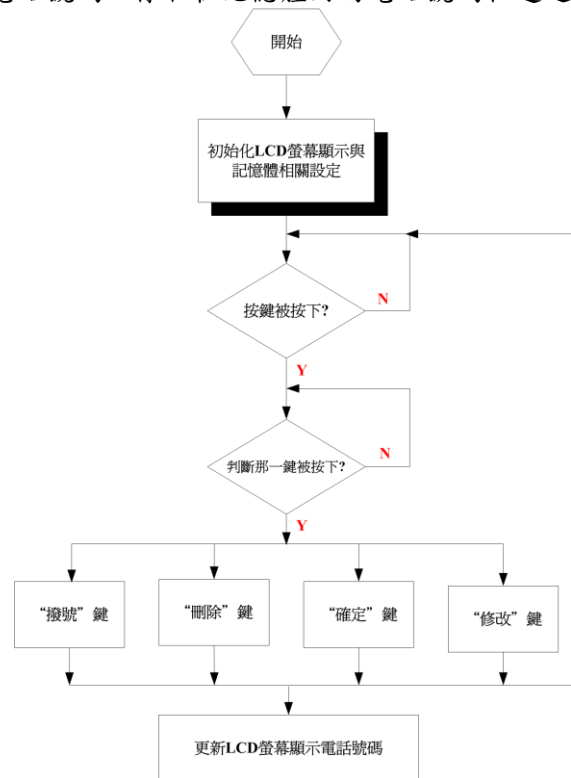 開始
初始化LCD螢幕顯示與
記憶體相關設定
按鍵被按下?
N
Y
判斷那一鍵被按下?
N
Y
“撥號”鍵
“刪除”鍵
“確定”鍵
“修改”鍵
更新LCD螢幕顯示電話號碼